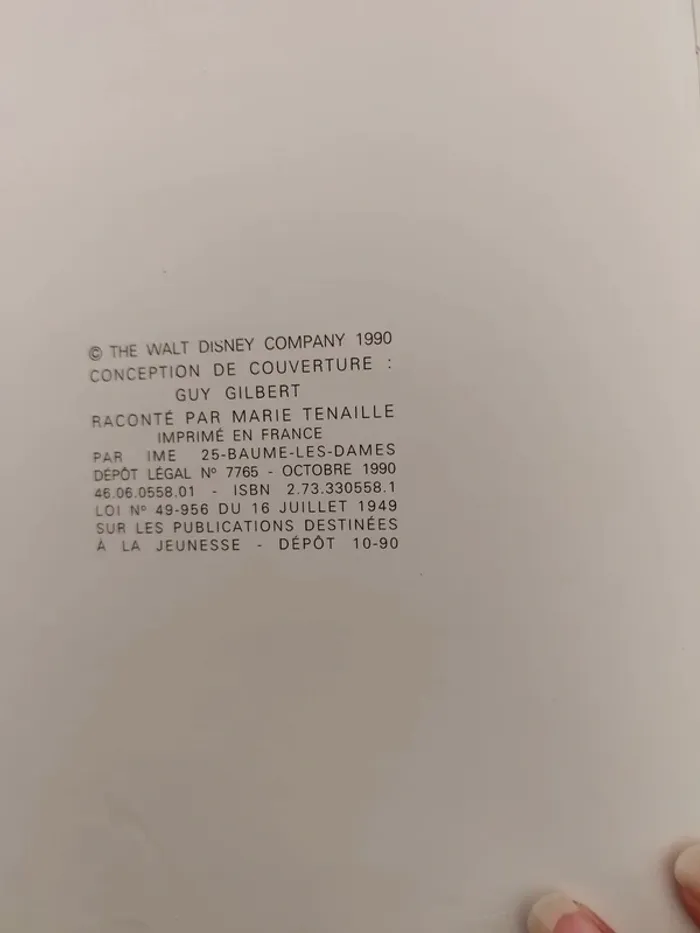 © THE WALT DISNEY COMPANY 1990
CONCEPTION DE COUVERTURE :
GUY GILBERT
RACONTÉ PAR MARIE TENAILLE
IMPRIMÉ EN FRANCE
PAR IME 25-BAUME-LES-DAMES
DÉPÔT LÉGAL Nº 7765 - OCTOBRE 1990
46.06.0558.01 - ISBN 2.73.330558.1
LOI Nº 49-956 DU 16 JUILLET 1949
SUR LES PUBLICATIONS DESTINÉES
À LA JEUNESSE - DÉPÔT 10-90